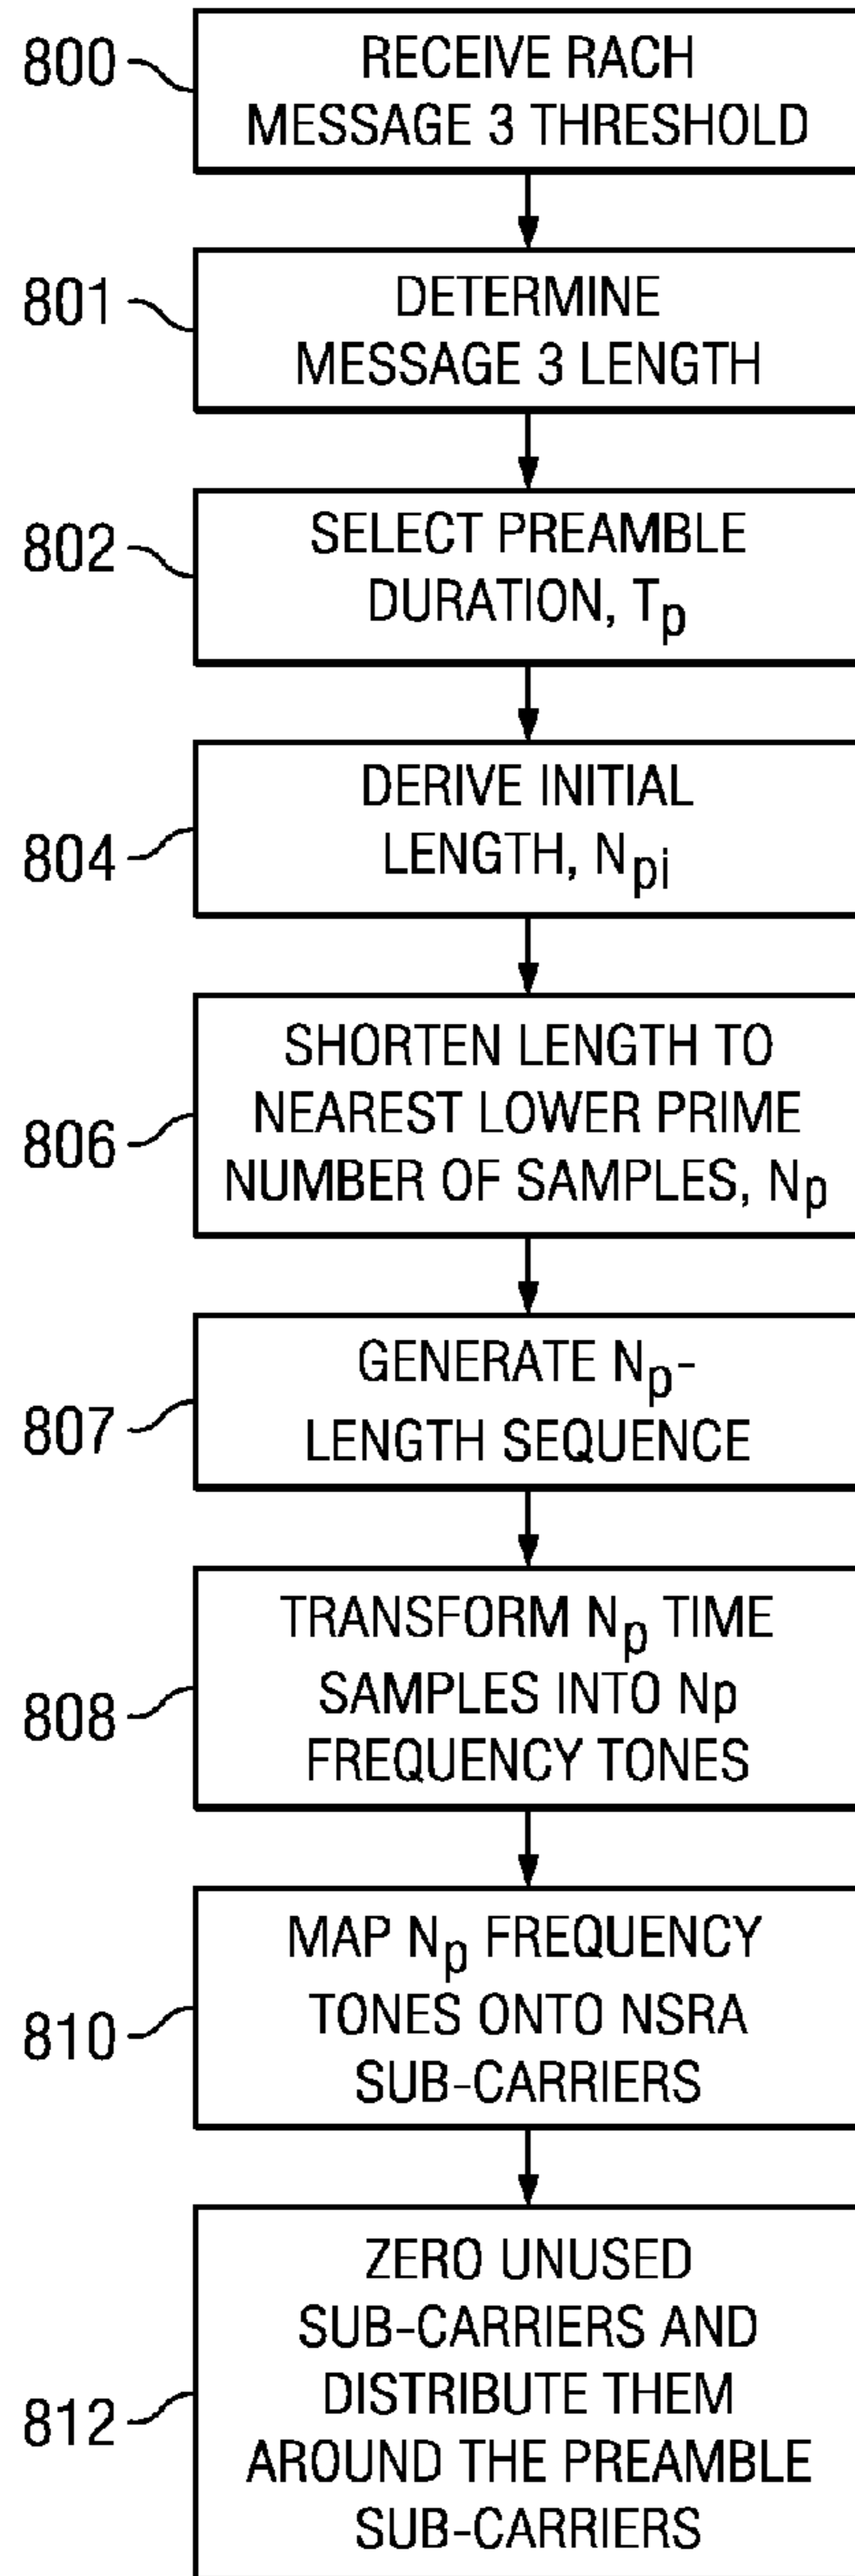 800
RECEIVE RACH
MESSAGE 3 THRESHOLD
801
DETERMINE
MESSAGE 3 LENGTH
802
SELECT PREAMBLE
DURATION, Tp
804
DERIVE INITIAL
LENGTH, Npi
806
SHORTEN LENGTH TO
NEAREST LOWER PRIME
NUMBER OF SAMPLES, Np
807
GENERATE Np-
LENGTH SEQUENCE
808
TRANSFORM Np TIME
SAMPLES INTO Np
FREQUENCY TONES
810
MAP Np FREQUENCY
TONES ONTO NSRA
SUB-CARRIERS
812
ZERO UNUSED
SUB-CARRIERS AND
DISTRIBUTE THEM
AROUND THE PREAMBLE
SUB-CARRIERS